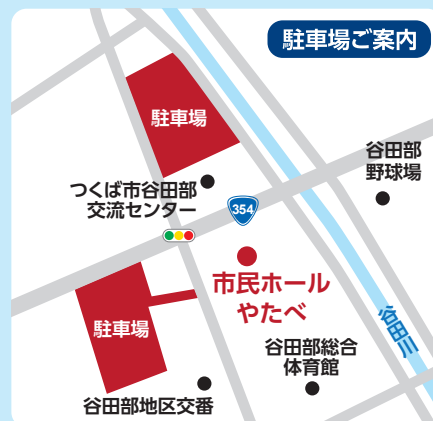 駐車場ご案内
駐車場
谷田部
野球場
つくば市谷田部
交流センター
354
市民ホール
やたべ
駐車場
谷田川
谷田部総合
体育館
谷田部地区交番